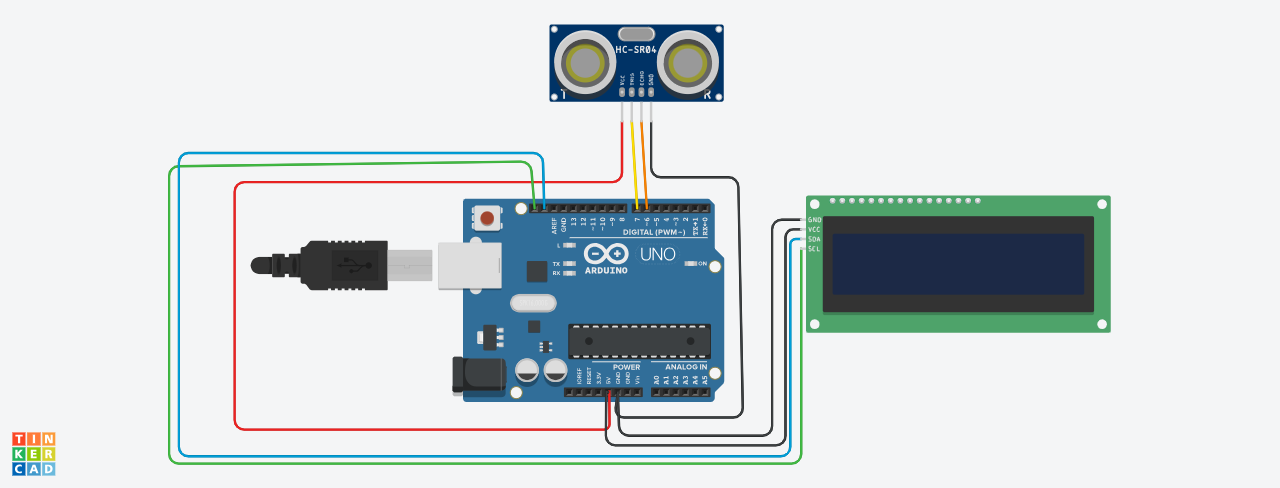 HC-SR04
VCC
TRIG
ECHO
GND
T
R
AREF
GND
13
12
~11
~10
~9
8
7
~6
~5
4
~3
2
TX→1
RX←0
DIGITAL (PWM~)
L
TX
RX
ARDUINO
UNO
ON
GND
VCC
SDA
SCL
POWER
ANALOG IN
IOREF
RESET
3.3V
5V
GND
GND
Vin
A0
A1
A2
A3
A4
A5
TIN
KER
CAD